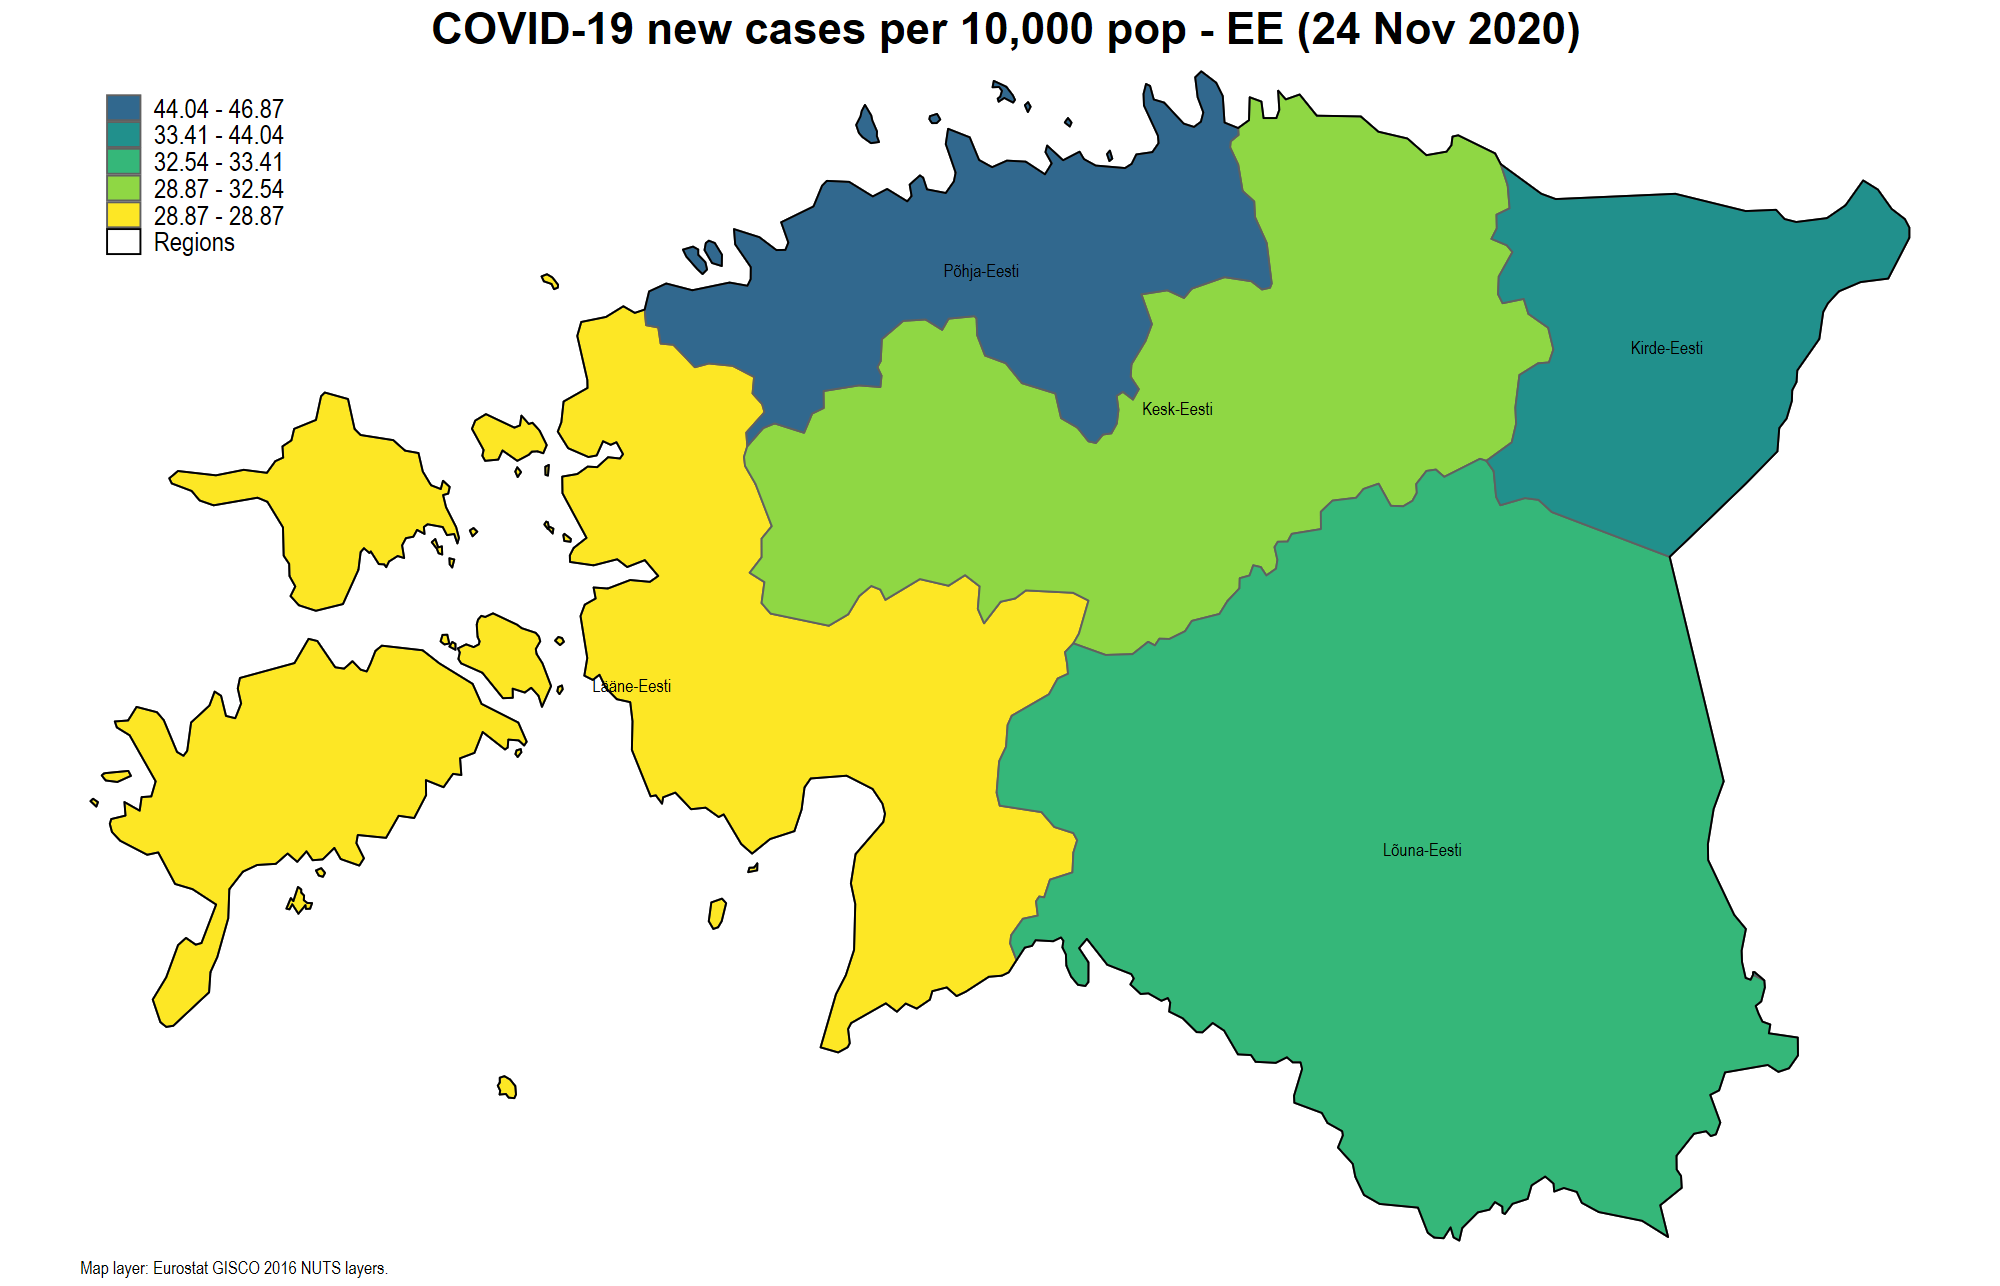 COVID-19 new cases per 10,000 pop - EE (24 Nov 2020)
44.04 - 46.87
33.41 - 44.04
32.54 - 33.41
28.87 - 32.54
28.87 - 28.87
Regions
Põhja-Eesti
Kirde-Eesti
Kesk-Eesti
Lääne-Eesti
Lõuna-Eesti
Map layer: Eurostat GISCO 2016 NUTS layers.